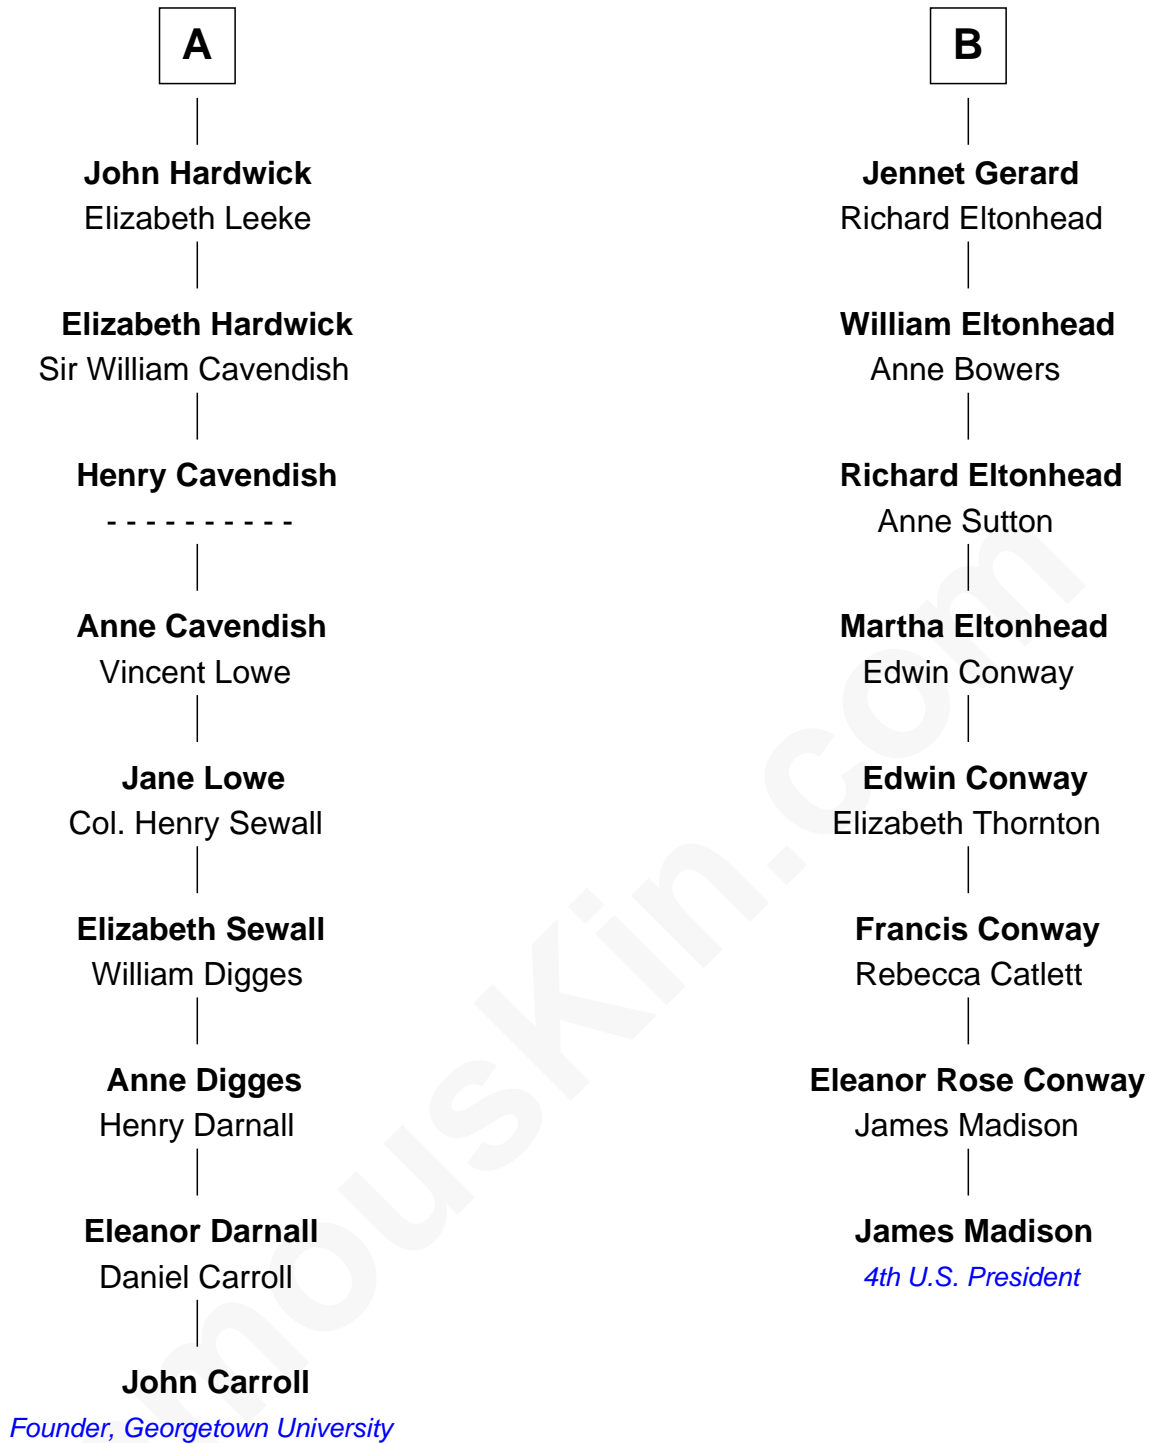 A
John Hardwick
Elizabeth Leeke
Elizabeth Hardwick
Sir William Cavendish
Henry Cavendish
- - - - - - - - - -
Anne Cavendish
Vincent Lowe
Jane Lowe
Col. Henry Sewall
Elizabeth Sewall
William Digges
Anne Digges
Henry Darnall
Eleanor Darnall
Daniel Carroll
John Carroll
Founder, Georgetown University
B
Jennet Gerard
Richard Eltonhead
William Eltonhead
Anne Bowers
Richard Eltonhead
Anne Sutton
Martha Eltonhead
Edwin Conway
Edwin Conway
Elizabeth Thornton
Francis Conway
Rebecca Catlett
Eleanor Rose Conway
James Madison
James Madison
4th U.S. President
mouskin.com